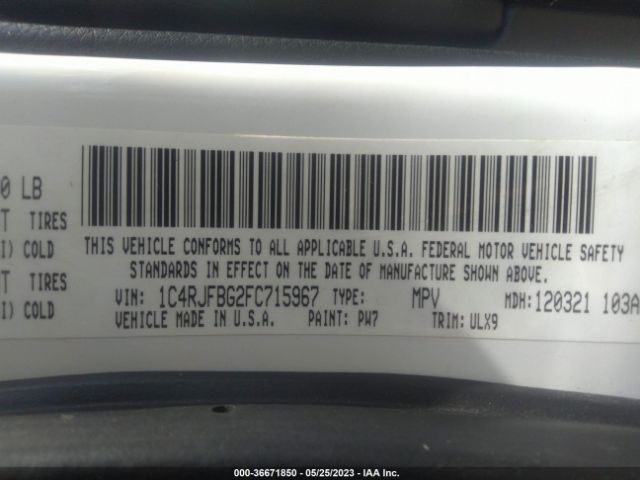 0 LB
T TIRES
I) COLD
T TIRES
I) COLD
THIS VEHICLE CONFORMS TO ALL APPLICABLE U.S.A. FEDERAL MOTOR VEHICLE SAFETY
STANDARDS IN EFFECT ON THE DATE OF MANUFACTURE SHOWN ABOVE.
VIN: 1C4RJFBG2FC715967 TYPE: MPV MDH:120321 103A
VEHICLE MADE IN U.S.A. PAINT: PW7 TRIM: ULX9
000-36671850 / 05/25/2023 - IAA Inc.